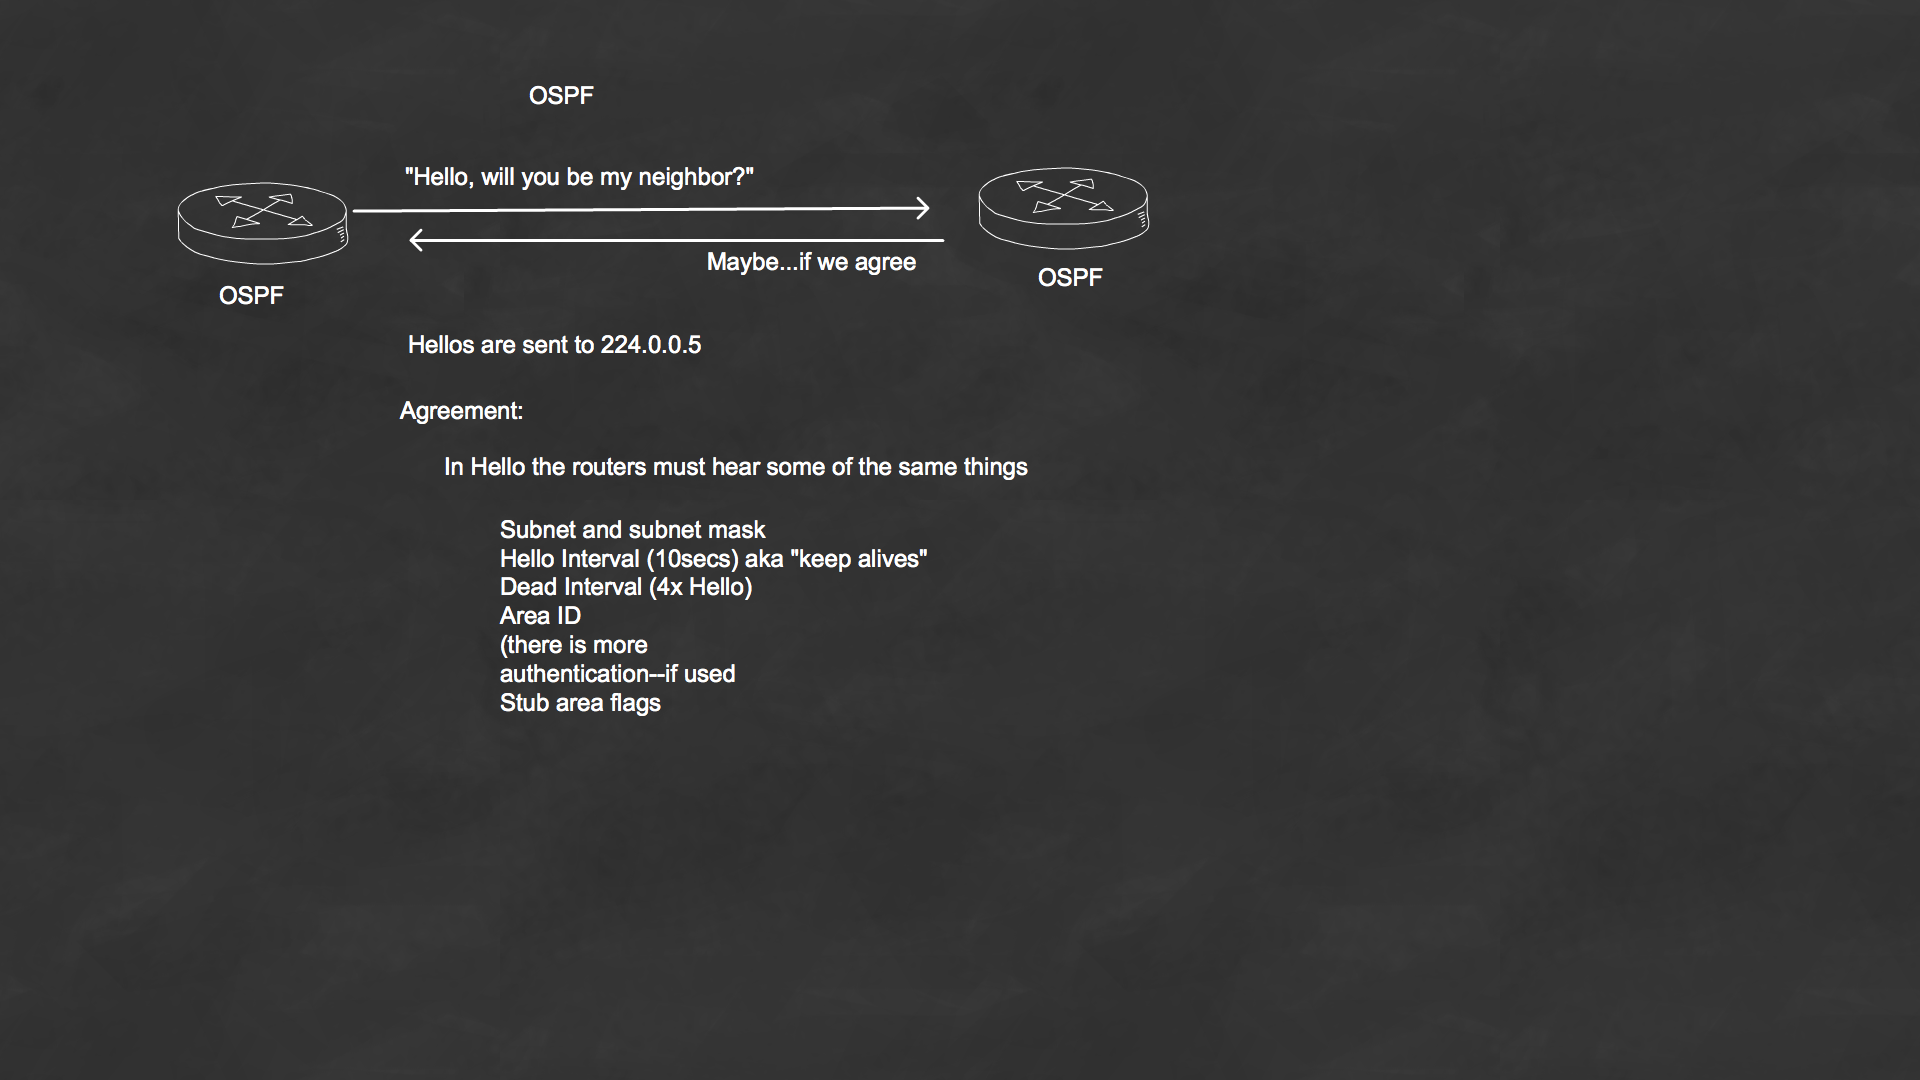 OSPF
"Hello, will you be my neighbor?"
Maybe...if we agree
OSPF
OSPF
Hellos are sent to 224.0.0.5
Agreement:
In Hello the routers must hear some of the same things
Subnet and subnet mask
Hello Interval (10secs) aka "keep alives"
Dead Interval (4x Hello)
Area ID
(there is more
authentication--if used
Stub area flags